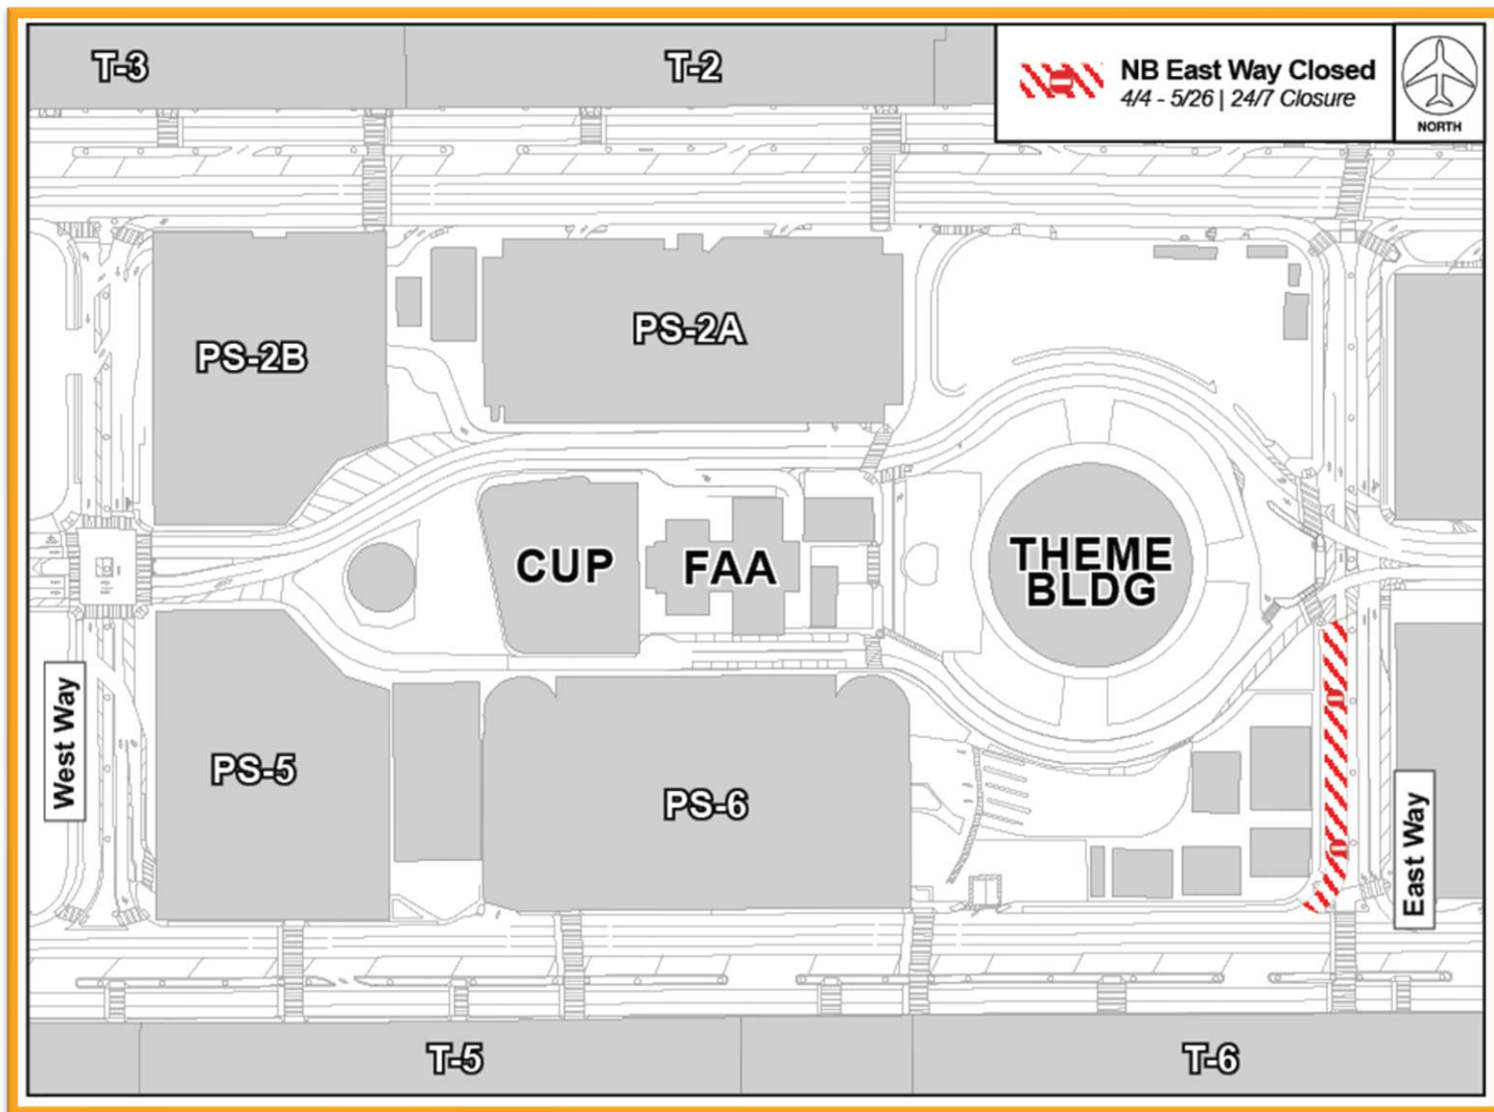 T-3
T-2
NB East Way Closed
4/4 - 5/26 | 24/7 Closure
NORTH
PS-2B
PS-2A
CUP
FAA
THEME
BLDG
West Way
PS-5
PS-6
East Way
T-5
T-6